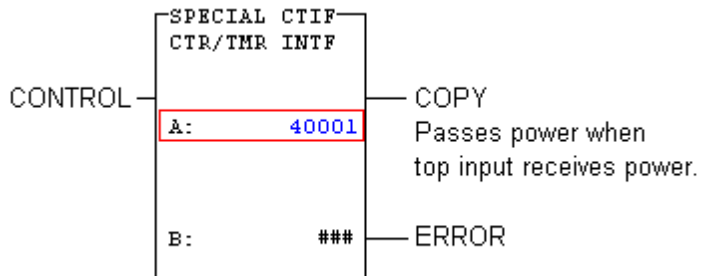 SPECIAL CTIF
CTR/TMR INTF
CONTROL
COPY
A: 40001
Passes power when
top input receives power.
B: ###
ERROR